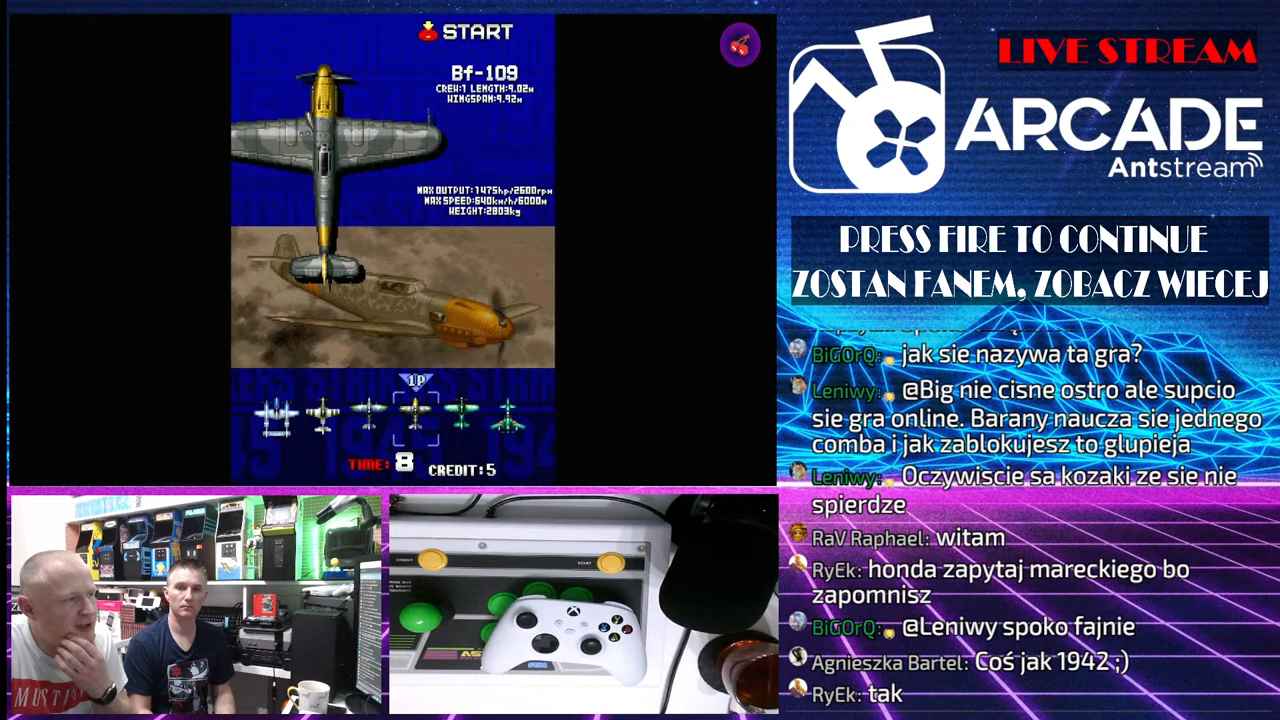 START
Bf-109
CREW:1 LENGTH:9.02m
WINGSPAN:9.92m
MAX OUTPUT:1475hp/2600rpm
MAX SPEED:640km/h/6000m
WEIGHT:2803kg
1P
TIME:8
CREDIT:5
LIVE STREAM
ARCADE
Antstream
PRESS FIRE TO CONTINUE
ZOSTAN FANEM, ZOBACZ WIECEJ
BiGOrQ: jak sie nazywa ta gra?
Leniwy: @Big nie cisne ostro ale supcio
sie gra online. Barany naucza sie jednego
comba i jak zablokujesz to glupieja
Leniwy: Oczywiscie sa kozaki ze sie nie
spierdze
RaV Raphael: witam
RyEk: honda zapytaj mareckiego bo
zapomnisz
BiGOrQ: @Leniwy spoko fajnie
Agnieszka Bartel: Coś jak 1942 ;)
RyEk: tak
START